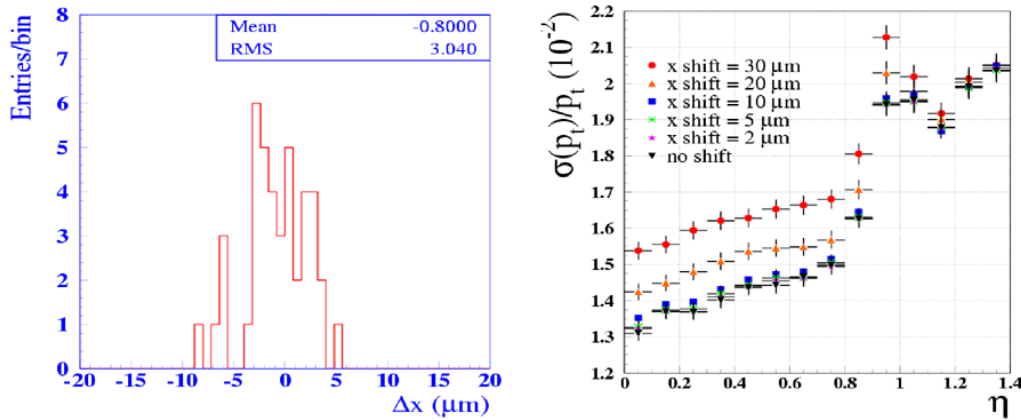 Entries/bin
8
7
6
5
4
3
2
1
0
Mean -0.8000
RMS 3.040
-20 -15 -10 -5 0 5 10 15 20
Δx (μm)
σ(pt)/pt (10-2)
2.2
2.1
2
1.9
1.8
1.7
1.6
1.5
1.4
1.3
1.2
x shift = 30 μm
x shift = 20 μm
x shift = 10 μm
x shift = 5 μm
x shift = 2 μm
no shift
0 0.2 0.4 0.6 0.8 1 1.2 1.4
η